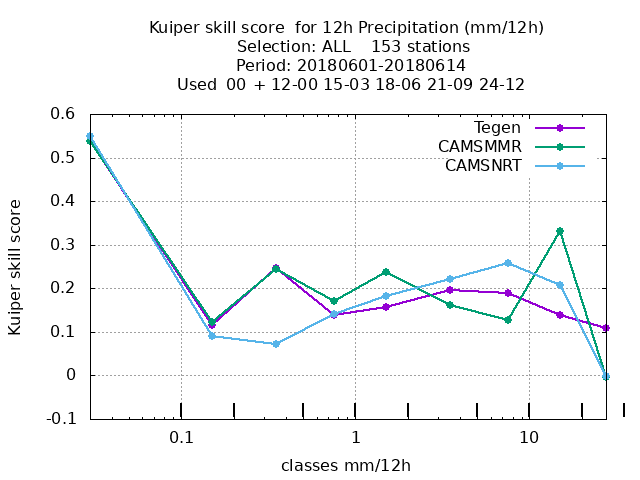 Kuiper skill score  for 12h Precipitation (mm/12h)
Selection: ALL    153 stations
Period: 20180601-20180614
Used  00 + 12-00 15-03 18-06 21-09 24-12
Tegen
CAMSMMR
CAMSNRT
Kuiper skill score
0.6
0.5
0.4
0.3
0.2
0.1
0
-0.1
0.1 1 10
classes mm/12h